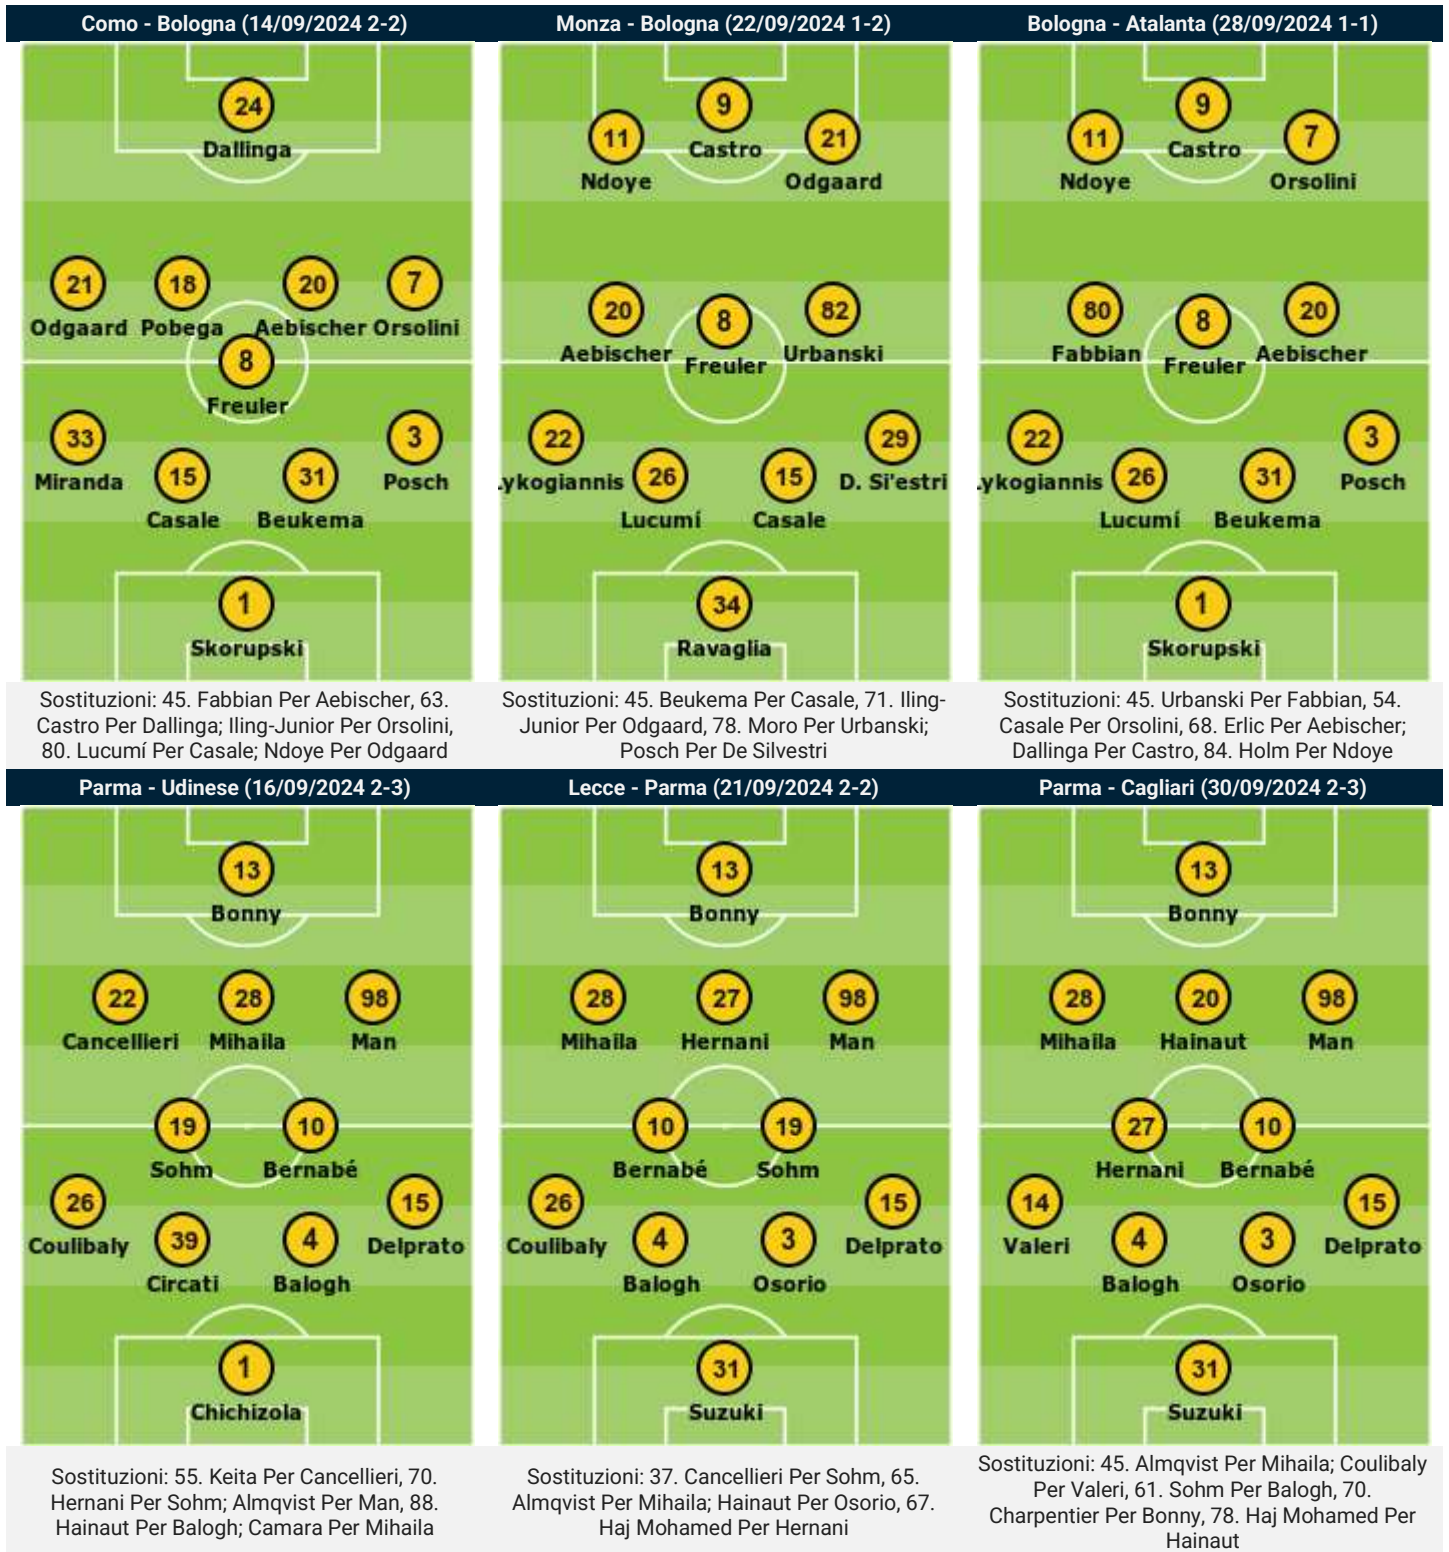 Como - Bologna (14/09/2024 2-2)
24
Dallinga
21
18
20
7
Odgaard Pobega Aebischer Orsolini
8
Freuler
33
3
Miranda
15
31
Posch
Casale
Beukema
1
Skorupski
Sostituzioni: 45. Fabbian Per Aebischer, 63.
Castro Per Dallinga; Iling-Junior Per Orsolini,
80. Lucumí Per Casale; Ndoye Per Odgaard
Monza - Bologna (22/09/2024 1-2)
9
11
Castro
21
Ndoye
Odgaard
20
8
82
Aebischer
Freuler
Urbanski
22
29
ykogiannis
26
15
D. Si'estri
Lucumí
Casale
34
Ravaglia
Sostituzioni: 45. Beukema Per Casale, 71. Iling-
Junior Per Odgaard, 78. Moro Per Urbanski;
Posch Per De Silvestri
Bologna - Atalanta (28/09/2024 1-1)
9
11
Castro
7
Ndoye
Orsolini
80
8
20
Fabbian
Freuler
Aebischer
22
3
ykogiannis
26
31
Posch
Lucumí
Beukema
1
Skorupski
Sostituzioni: 45. Urbanski Per Fabbian, 54.
Casale Per Orsolini, 68. Erlic Per Aebischer;
Dallinga Per Castro, 84. Holm Per Ndoye
Parma - Udinese (16/09/2024 2-3)
13
Bonny
22
28
98
Cancellieri
Mihaila
Man
19
10
Sohm
Bernabé
26
15
Coulibaly
39
4
Delprato
Circati
Balogh
1
Chichizola
Sostituzioni: 55. Keita Per Cancellieri, 70.
Hernani Per Sohm; Almqvist Per Man, 88.
Hainaut Per Balogh; Camara Per Mihaila
Lecce - Parma (21/09/2024 2-2)
13
Bonny
28
27
98
Mihaila
Hernani
Man
10
19
Bernabé
Sohm
26
15
Coulibaly
4
3
Delprato
Balogh
Osorio
31
Suzuki
Sostituzioni: 37. Cancellieri Per Sohm, 65.
Almqvist Per Mihaila; Hainaut Per Osorio, 67.
Haj Mohamed Per Hernani
Parma - Cagliari (30/09/2024 2-3)
13
Bonny
28
20
98
Mihaila
Hainaut
Man
27
10
Hernani
Bernabé
14
15
Valeri
4
3
Delprato
Balogh
Osorio
31
Suzuki
Sostituzioni: 45. Almqvist Per Mihaila; Coulibaly
Per Valeri, 61. Sohm Per Balogh, 70.
Charpentier Per Bonny, 78. Haj Mohamed Per
Hainaut